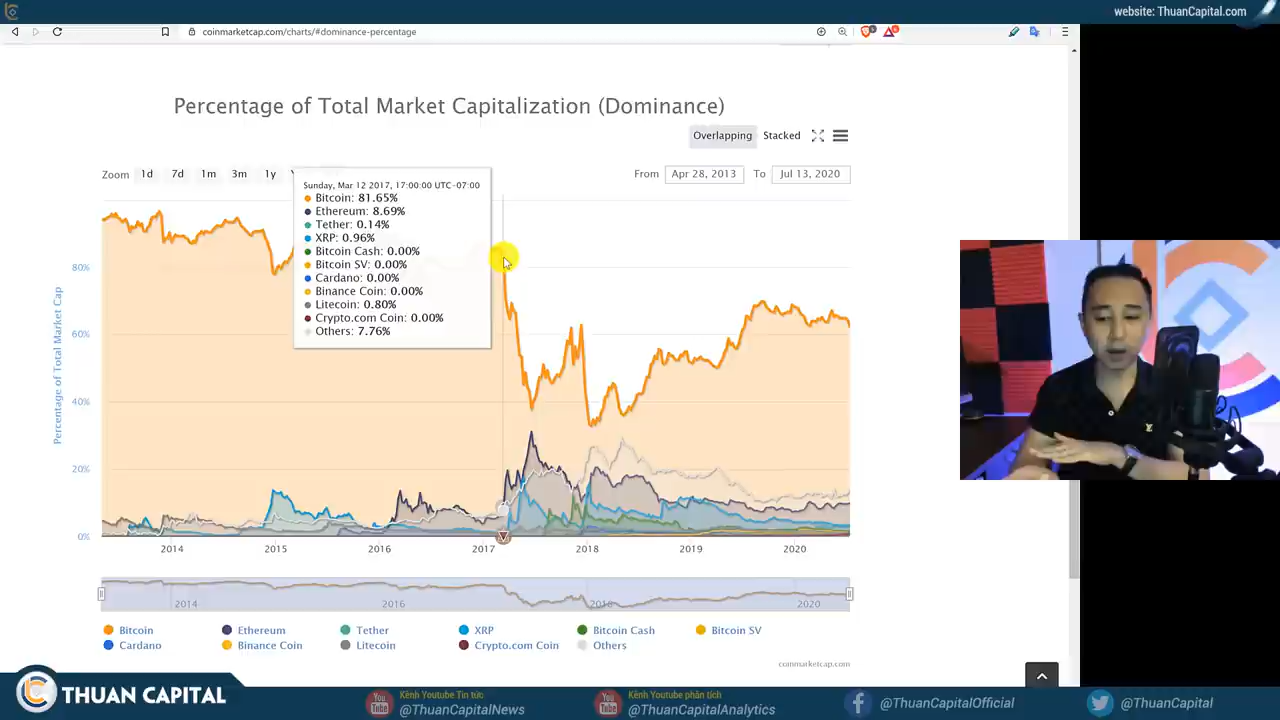 website: ThuanCapital.com
coinmarketcap.com/charts/#dominance-percentage
Percentage of Total Market Capitalization (Dominance)
Overlapping Stacked
Zoom 1d 7d 1m 3m 1y
From Apr 28, 2013 To Jul 13, 2020
Sunday, Mar 12 2017, 17:00:00 UTC-07:00
Bitcoin: 81.65%
Ethereum: 8.69%
Tether: 0.14%
XRP: 0.96%
Bitcoin Cash: 0.00%
Bitcoin SV: 0.00%
Cardano: 0.00%
Binance Coin: 0.00%
Litecoin: 0.80%
Crypto.com Coin: 0.00%
Others: 7.76%
Percentage of Total Market Cap
80%
60%
40%
20%
0%
2014 2015 2016 2017 2018 2019 2020
2014 2016 2018 2020
Bitcoin Ethereum Tether XRP Bitcoin Cash Bitcoin SV
Cardano Binance Coin Litecoin Crypto.com Coin Others
coinmarketcap.com
THUAN CAPITAL
Kênh Youtube Tin tức:
@ThuanCapitalNews
Kênh Youtube phân tích
@ThuanCapitalAnalytics
@ThuanCapitalOfficial
@ThuanCapital